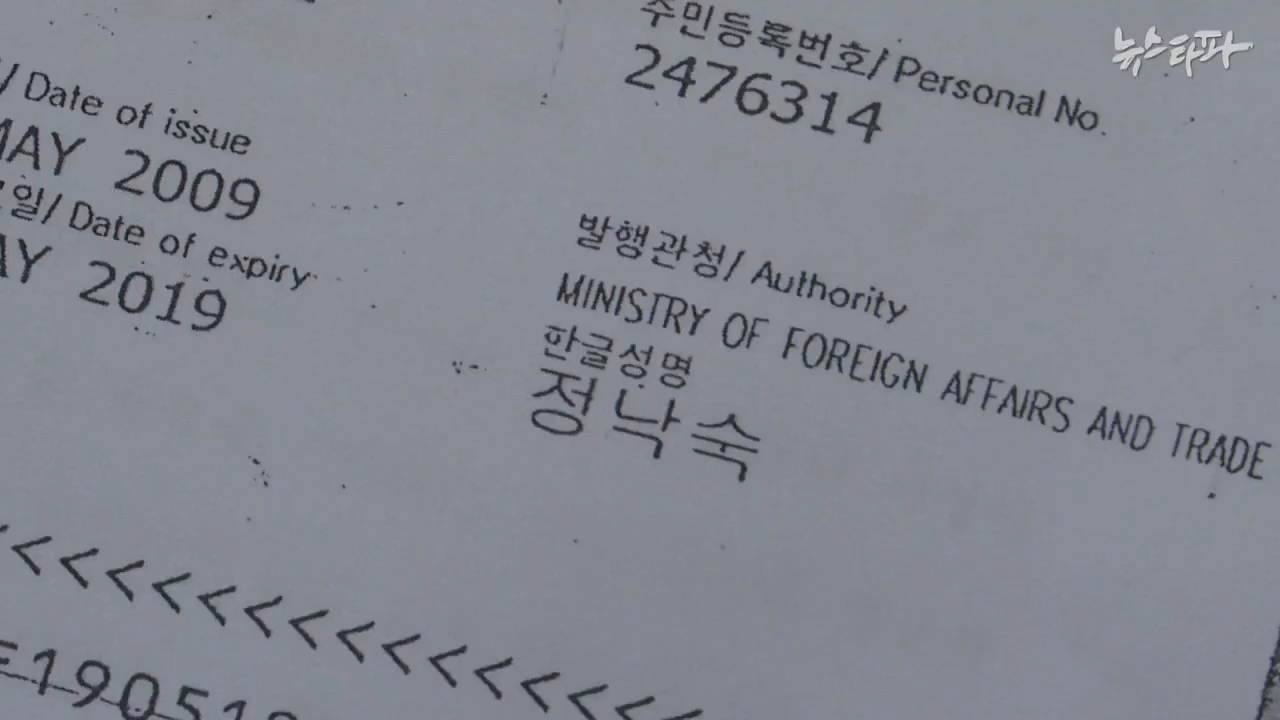 뉴스타파
주민등록번호/ Personal No.
2476314
/ Date of issue
MAY 2009
일/ Date of expiry
AY 2019
발행관청/ Authority
MINISTRY OF FOREIGN AFFAIRS AND TRADE
한글성명
정낙숙
<<<<<<<<<<<<<<<
190519